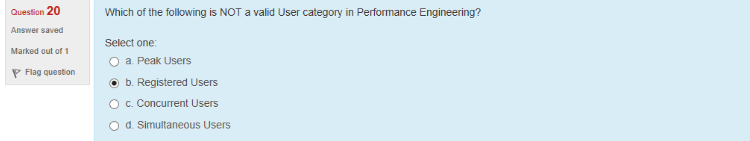 Question 20
Answer saved
Marked out of 1
Flag question
Which of the following is NOT a valid User category in Performance Engineering?
Select one:
a. Peak Users
b. Registered Users
c. Concurrent Users
d. Simultaneous Users